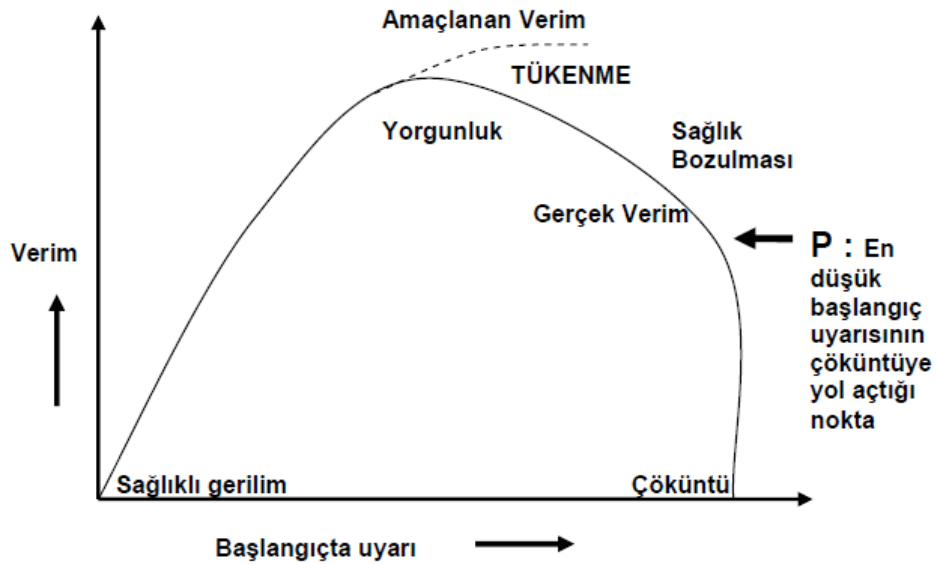 Amaçlanan Verim
TÜKENME
Yorgunluk
Sağlık
Bozulması
Gerçek Verim
Verim
P : En
düşük
başlangıç
uyarısının
çöküntüye
yol açtığı
nokta
Sağlıklı gerilim
Çöküntü
Başlangıçta uyarı